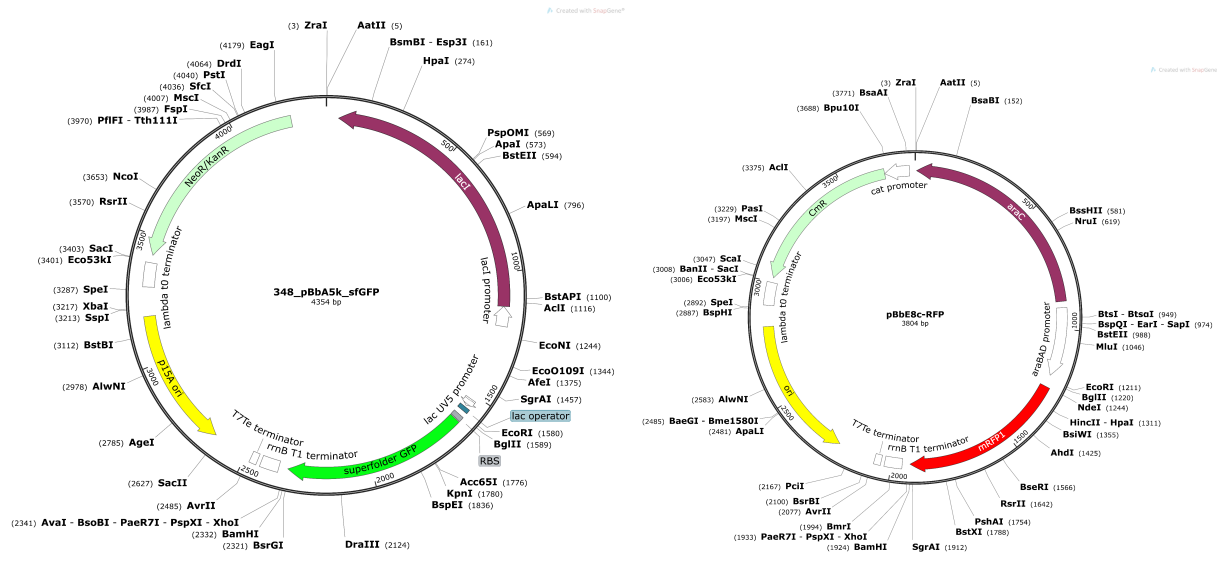 Created with SnapGene®
(3) ZraI
AatII (5)
BsmBI - Esp3I (161)
HpaI (274)
PspOMI (569)
ApaI (573)
BstEII (594)
ApaLI (796)
BstAPI (1100)
AclI (1116)
EcoNI (1244)
EcoO109I (1344)
AfeI (1375)
SgrAI (1457)
lac operator
EcoRI (1580)
BglII (1589)
RBS
Acc65I (1776)
KpnI (1780)
BspEI (1836)
DraIII (2124)
(2321) BsrGI
(2332) BamHI
(2341) AvaI - BsoBI - PaeR7I - PspXI - XhoI
(2485) AvrII
(2627) SacII
(2785) AgeI
(2978) AlwNI
(3112) BstBI
(3213) SspI
(3217) XbaI
(3287) SpeI
(3401) Eco53kI
(3403) SacI
(3570) RsrII
(3653) NcoI
(3970) PflFI - Tth111I
(3987) FspI
(4007) MscI
(4036) SfcI
(4040) PstI
(4064) DrdI
(4179) EagI
500
1000
1500
2000
2500
3000
3500
4000
lacI
lacI promoter
lac UV5 promoter
superfolder GFP
rrnB T1 terminator
T7Te terminator
p15A ori
lambda t0 terminator
NeoR/KanR
348_pBbA5k_sfGFP
4354 bp
Created with SnapGene
(3) ZraI
AatII (5)
BsaBI (152)
BssHII (581)
NruI (619)
BtsI - BtsαI (949)
BspQI - EarI - SapI (974)
BstEII (988)
MluI (1046)
EcoRI (1211)
BglII (1220)
NdeI (1244)
HincII - HpaI (1311)
BsiWI (1355)
AhdI (1425)
BseRI (1566)
RsrII (1642)
PshAI (1754)
BstXI (1788)
SgrAI (1912)
(1924) BamHI
(1933) PaeR7I - PspXI - XhoI
(1994) BmrI
(2077) AvrII
(2100) BsrBI
(2167) PciI
(2481) ApaLI
(2485) BaeGI - Bme1580I
(2583) AlwNI
(2887) BspHI
(2892) SpeI
(3006) Eco53kI
(3008) BanII - SacI
(3047) ScaI
(3197) MscI
(3229) PasI
(3375) AclI
(3688) Bpu10I
(3771) BsaAI
500
1000
1500
2000
2500
3000
3500
araC
araBAD promoter
mRFP1
rrnB T1 terminator
T7Te terminator
ori
lambda t0 terminator
CmR
cat promoter
pBbE8c-RFP
3804 bp